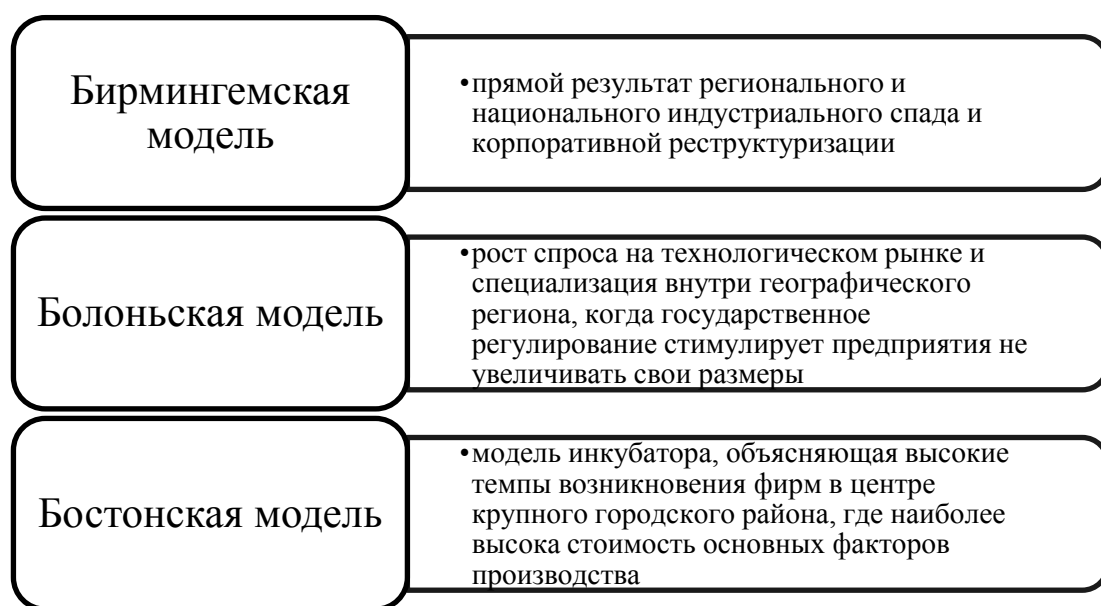 Бирмингемская
модель
•прямой результат регионального и
национального индустриального спада и
корпоративной реструктуризации
Болоньская модель
•рост спроса на технологическом рынке и
специализация внутри географического
региона, когда государственное
регулирование стимулирует предприятия не
увеличивать свои размеры
Бостонская модель
•модель инкубатора, объясняющая высокие
темпы возникновения фирм в центре
крупного городского района, где наиболее
высока стоимость основных факторов
производства